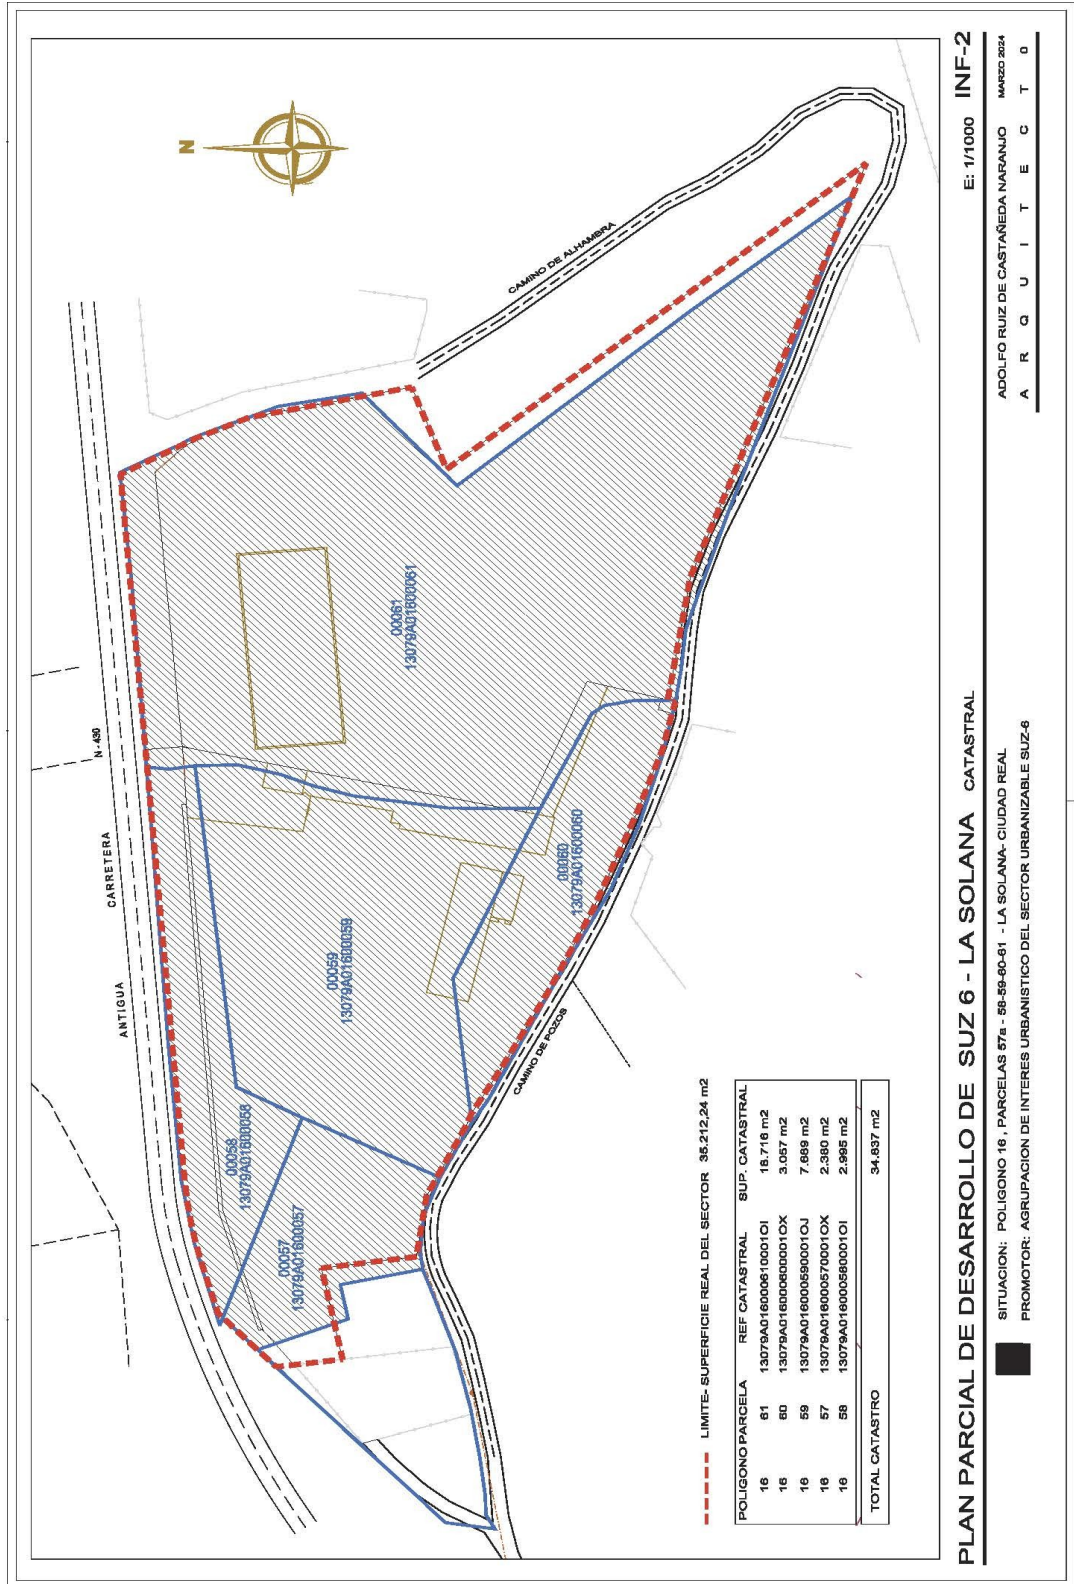 N
ANTIGUA CARRETERA N-430
CAMINO DE ALHAMBRA
00061
13079A01600061
00060
13079A01600060
00059
13079A01600059
00058
13079A01600058
00057
13079A01600057
CAMINO DE POZOS
LIMITE- SUPERFICIE REAL DEL SECTOR 35.212,24 m2
POLIGONO PARCELA REF CATASTRAL SUP. CATASTRAL
16 61 13079A016000610001OI 18.716 m2
16 60 13079A016000600001OX 3.057 m2
16 59 13079A016000590001OJ 7.689 m2
16 57 13079A016000570001OX 2.380 m2
16 58 13079A016000580001OI 2.995 m2
TOTAL CATASTRO 34.837 m2
PLAN PARCIAL DE DESARROLLO DE SUZ 6 - LA SOLANA CATASTRAL E: 1/1000 INF-2
SITUACION: POLIGONO 16 , PARCELAS 57a - 58-59-60-61 - LA SOLANA- CIUDAD REAL
PROMOTOR: AGRUPACION DE INTERES URBANISTICO DEL SECTOR URBANIZABLE SUZ-6
ADOLFO RUIZ DE CASTAÑEDA NARANJO MARZO 2024
A R Q U I T E C T O